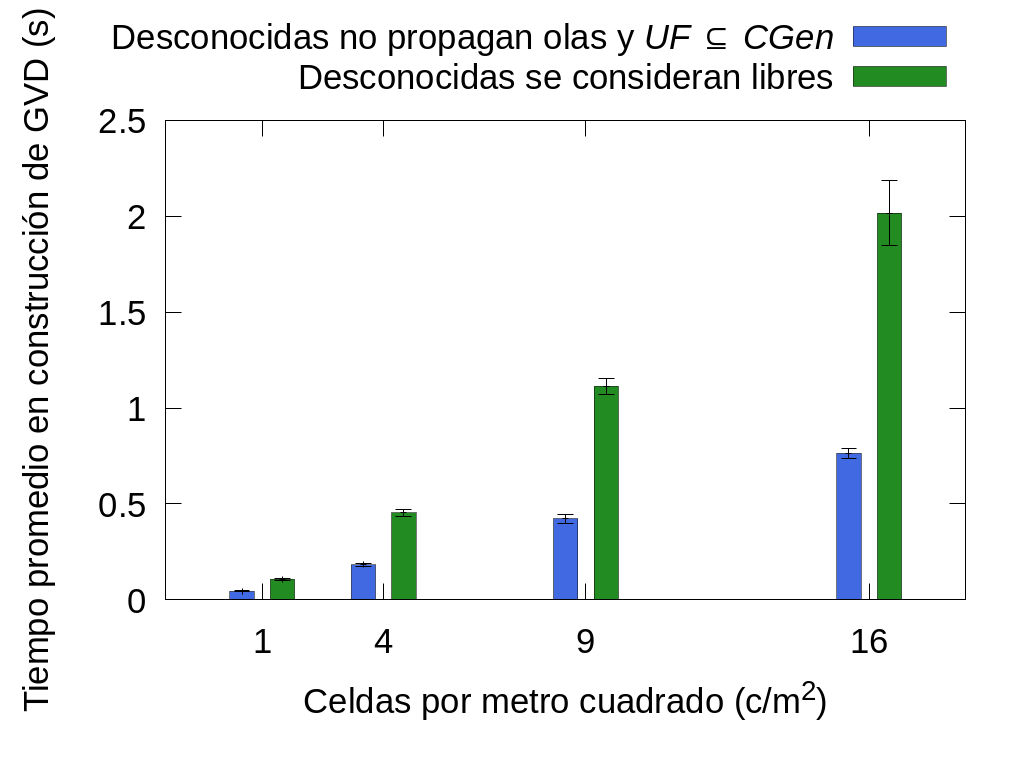 Desconocidas no propagan olas y UF ⊆ CGen
Desconocidas se consideran libres
Tiempo promedio en construcción de GVD (s)
2.5
2
1.5
1
0.5
0
1 4 9 16
Celdas por metro cuadrado (c/m²)